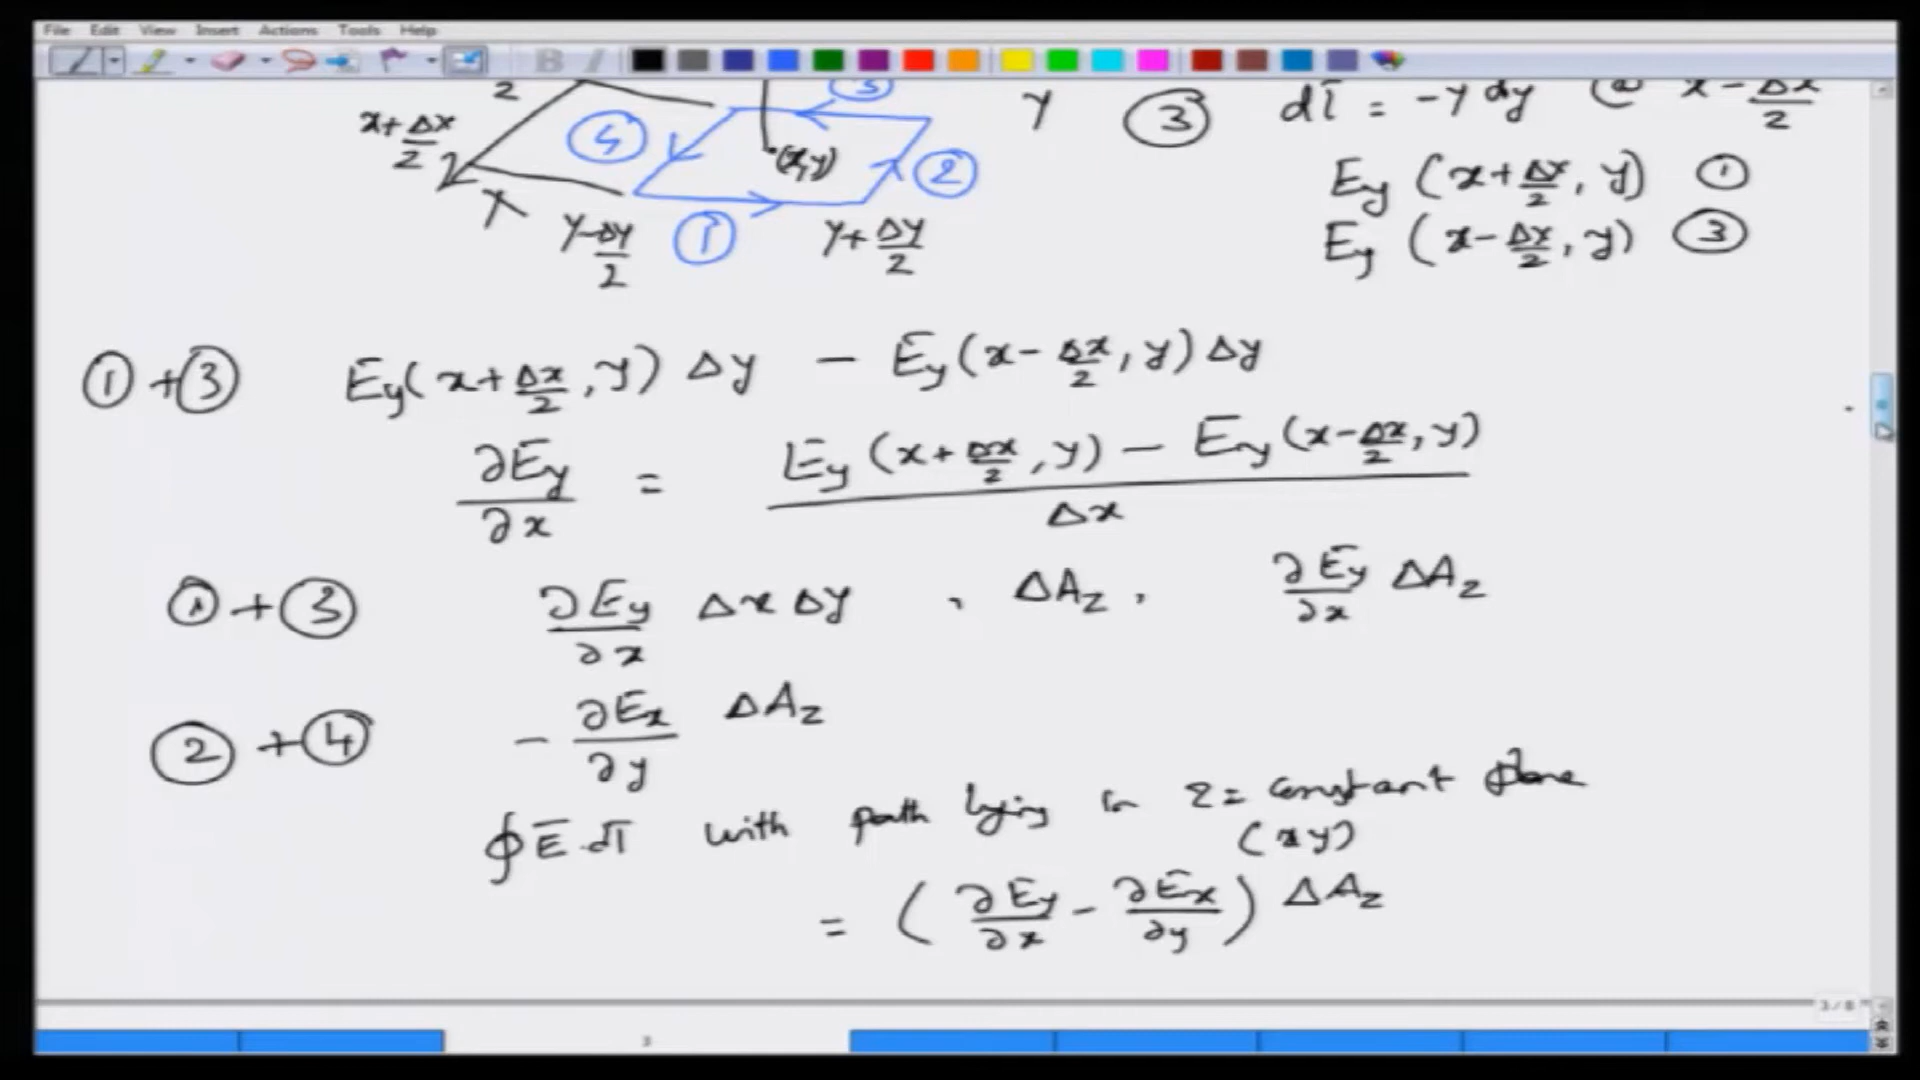 File Edit View Insert Actions Tools Help
2
x+Δx/2
4
3
(x,y)
2
X
y-Δy/2
1
y+Δy/2
Y
3
dl̄ = -y dy @ x-Δx/2
Ey (x+Δx/2, y) 1
Ey (x-Δx/2, y) 3
①+③ Ey(x+Δx/2, y) Δy - Ey(x-Δx/2, y) Δy
∂Ey/∂x = (Ey (x+Δx/2, y) - Ey (x-Δx/2, y))/Δx
①+③ ∂Ey/∂x Δx Δy , ΔAz , ∂Ey/∂x ΔAz
②+④ -∂Ex/∂y ΔAz
∮Ē.dl̄ with path lying in z= constant plane
(xy)
= (∂Ey/∂x - ∂Ex/∂y) ΔAz
3 / 8
3